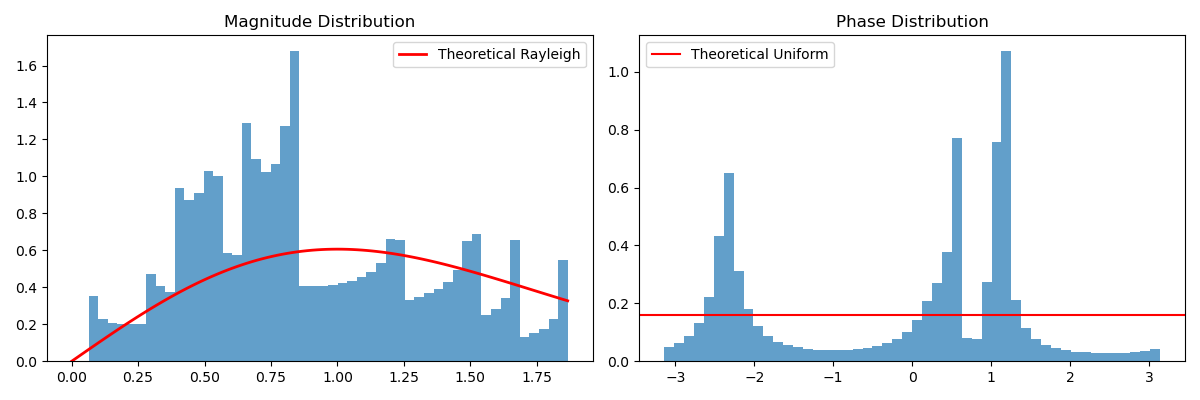 Magnitude Distribution
Theoretical Rayleigh
1.6
1.4
1.2
1.0
0.8
0.6
0.4
0.2
0.0
0.00 0.25 0.50 0.75 1.00 1.25 1.50 1.75
Phase Distribution
Theoretical Uniform
1.0
0.8
0.6
0.4
0.2
0.0
−3 −2 −1 0 1 2 3